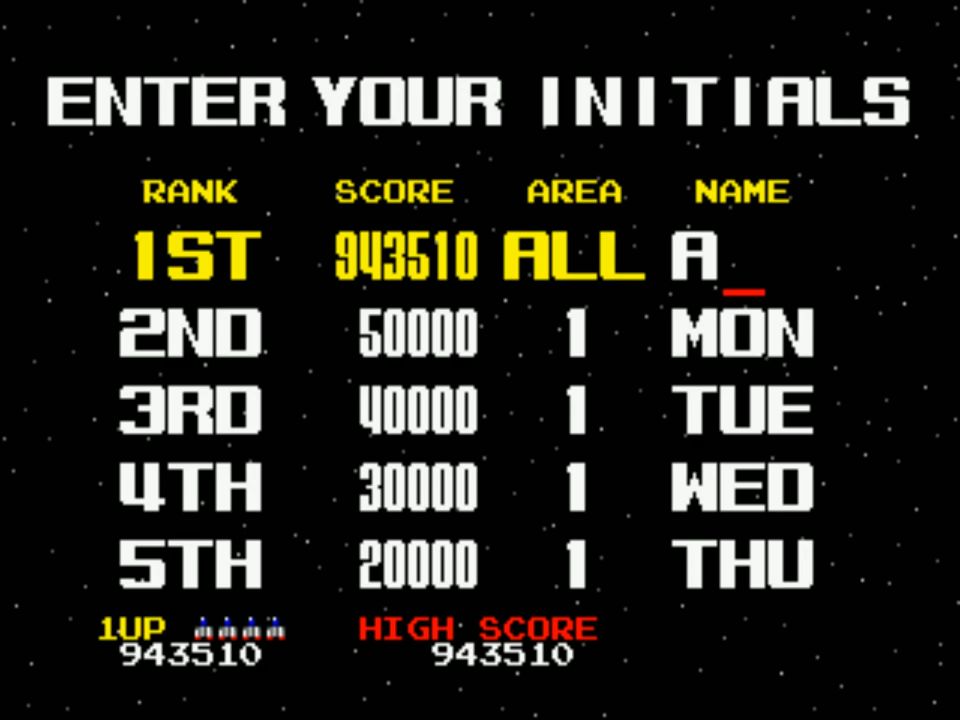 ENTER YOUR INITIALS
RANK SCORE AREA NAME
1ST 943510 ALL A_
2ND 50000 1 MON
3RD 40000 1 TUE
4TH 30000 1 WED
5TH 20000 1 THU
1UP HIGH SCORE
943510 943510